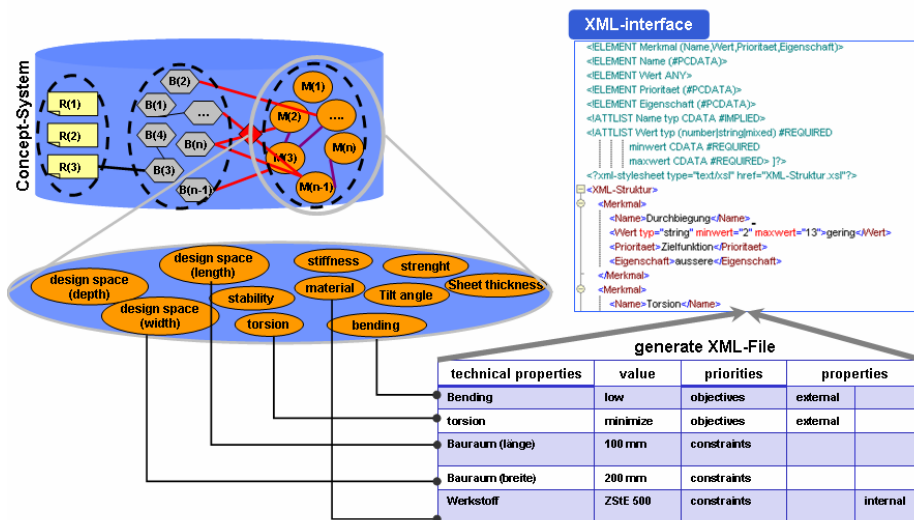 XML-interface
<!ELEMENT Merkmal (Name,Wert,Prioritaet,Eigenschaft)>
<!ELEMENT Name (#PCDATA)>
<!ELEMENT Wert ANY>
<!ELEMENT Prioritaet (#PCDATA)>
<!ELEMENT Eigenschaft (#PCDATA)>
<!ATTLIST Name typ CDATA #IMPLIED>
<!ATTLIST Wert typ (number|string|mixed) #REQUIRED
minwert CDATA #REQUIRED
maxwert CDATA #REQUIRED> ]?>
<?xml-stylesheet type="text/xsl" href="XML-Struktur.xsl"?>
<XML-Struktur>
<Merkmal>
<Name>Durchbiegung</Name>
<Wert typ="string" minwert="2" maxwert="13">gering</Wert>
<Prioritaet>Zielfunktion</Prioritaet>
<Eigenschaft>aussere</Eigenschaft>
</Merkmal>
<Merkmal>
<Name>Torsion</Name>
Concept-System
R(1)
R(2)
R(3)
B(2)
B(1)
...
B(4)
B(n)
B(3)
B(n-1)
M(1)
M(2)
....
M(3)
M(n)
M(n-1)
design space
(depth)
design space
(length)
design space
(width)
stability
torsion
stiffness
material
strenght
Tilt angle
Sheet thickness
bending
generate XML-File
technical properties value priorities properties
Bending low objectives external
torsion minimize objectives external
Bauraum (länge) 100 mm constraints
Bauraum (breite) 200 mm constraints
Werkstoff ZStE 500 constraints internal